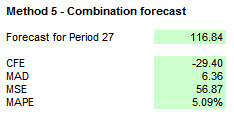 Method 5 - Combination forecast
Forecast for Period 27 116.84
CFE -29.40
MAD 6.36
MSE 56.87
MAPE 5.09%